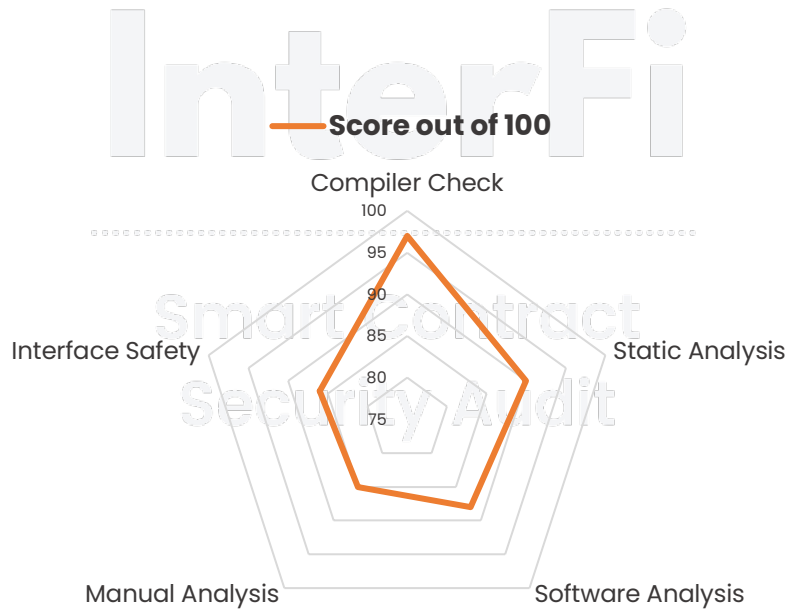 InterFi
Score out of 100
Compiler Check
100
95
90
Smart Contract
85
Interface Safety
Static Analysis
80
Security Audit
75
Manual Analysis
Software Analysis